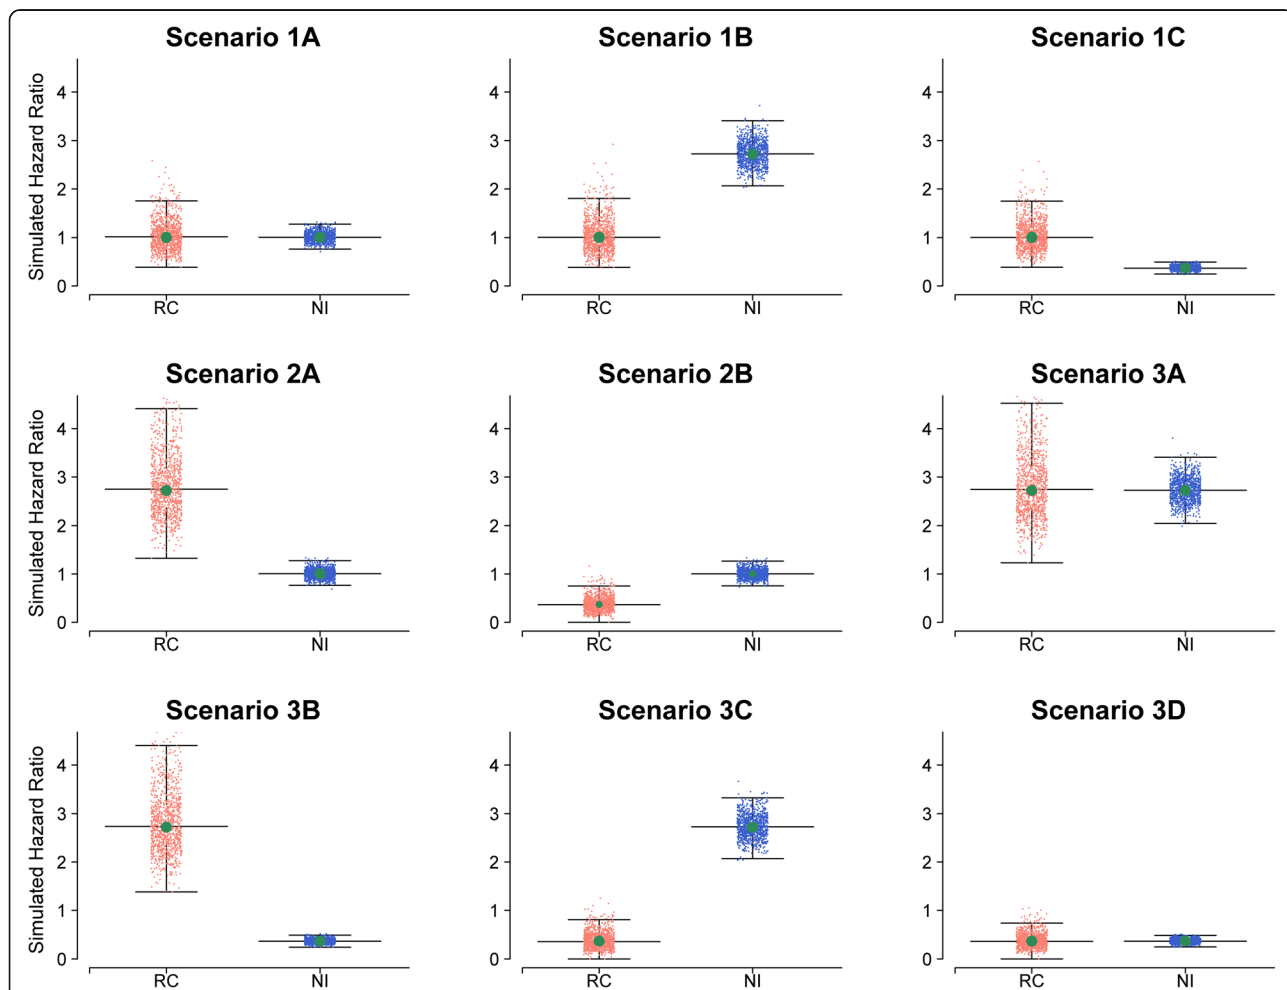 Scenario 1A
Scenario 1B
Scenario 1C
Simulated Hazard Ratio
4
3
2
1
0
RC
NI
4
3
2
1
0
RC
NI
4
3
2
1
0
RC
NI
Scenario 2A
Scenario 2B
Scenario 3A
Simulated Hazard Ratio
4
3
2
1
0
RC
NI
4
3
2
1
0
RC
NI
4
3
2
1
0
RC
NI
Scenario 3B
Scenario 3C
Scenario 3D
Simulated Hazard Ratio
4
3
2
1
0
RC
NI
4
3
2
1
0
RC
NI
4
3
2
1
0
RC
NI